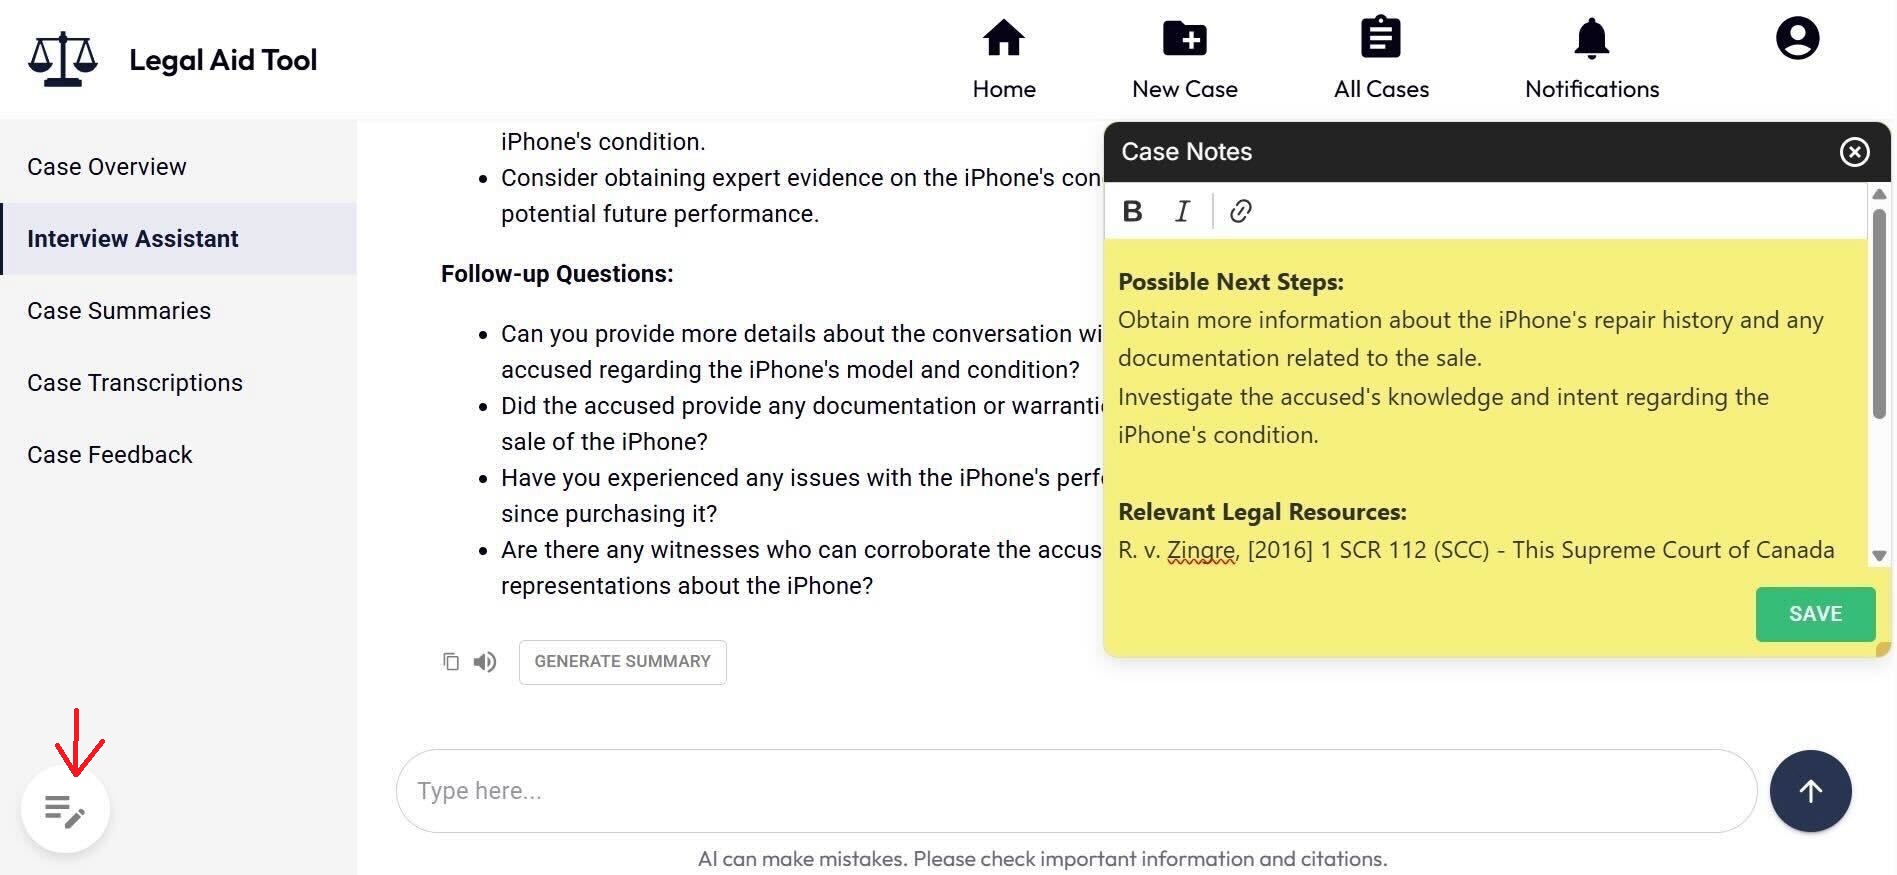 Legal Aid Tool
Home
New Case
All Cases
Notifications
Case Overview
Interview Assistant
Case Summaries
Case Transcriptions
Case Feedback
iPhone's condition.
• Consider obtaining expert evidence on the iPhone's con
potential future performance.
Follow-up Questions:
• Can you provide more details about the conversation wi
accused regarding the iPhone's model and condition?
• Did the accused provide any documentation or warranti
sale of the iPhone?
• Have you experienced any issues with the iPhone's perf
since purchasing it?
• Are there any witnesses who can corroborate the accus
representations about the iPhone?
GENERATE SUMMARY
Case Notes
B I
Possible Next Steps:
Obtain more information about the iPhone's repair history and any
documentation related to the sale.
Investigate the accused's knowledge and intent regarding the
iPhone's condition.
Relevant Legal Resources:
R. v. Zingre, [2016] 1 SCR 112 (SCC) - This Supreme Court of Canada
SAVE
Type here...
AI can make mistakes. Please check important information and citations.